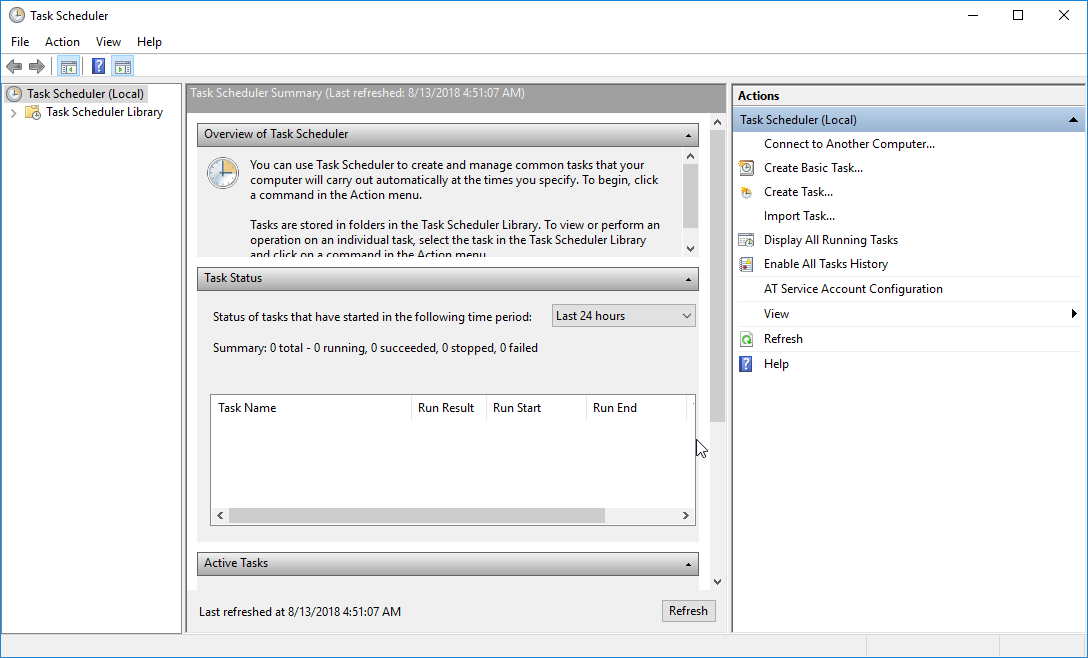 Task Scheduler
File Action View Help
Task Scheduler (Local)
Task Scheduler Library
Task Scheduler Summary (Last refreshed: 8/13/2018 4:51:07 AM)
Overview of Task Scheduler
You can use Task Scheduler to create and manage common tasks that your
computer will carry out automatically at the times you specify. To begin, click
a command in the Action menu.
Tasks are stored in folders in the Task Scheduler Library. To view or perform an
operation on an individual task, select the task in the Task Scheduler Library
and click on a command in the Action menu.
Task Status
Status of tasks that have started in the following time period:
Last 24 hours
Summary: 0 total - 0 running, 0 succeeded, 0 stopped, 0 failed
Task Name Run Result Run Start Run End
Active Tasks
Last refreshed at 8/13/2018 4:51:07 AM
Refresh
Actions
Task Scheduler (Local)
Connect to Another Computer...
Create Basic Task...
Create Task...
Import Task...
Display All Running Tasks
Enable All Tasks History
AT Service Account Configuration
View
Refresh
Help